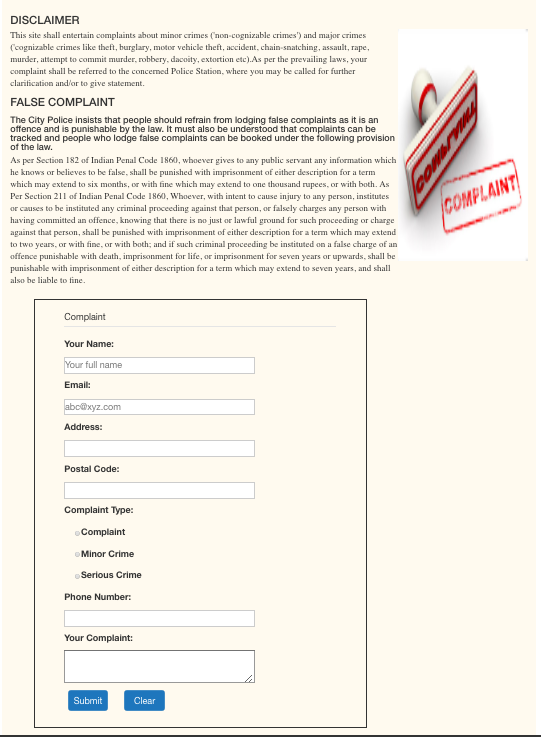 DISCLAIMER
This site shall entertain complaints about minor crimes ('non-cognizable crimes') and major crimes
('cognizable crimes like theft, burglary, motor vehicle theft, accident, chain-snatching, assault, rape,
murder, attempt to commit murder, robbery, dacoity, extortion etc).As per the prevailing laws, your
complaint shall be referred to the concerned Police Station, where you may be called for further
clarification and/or to give statement.
FALSE COMPLAINT
The City Police insists that people should refrain from lodging false complaints as it is an
offence and is punishable by the law. It must also be understood that complaints can be
tracked and people who lodge false complaints can be booked under the following provision
of the law.
As per Section 182 of Indian Penal Code 1860, whoever gives to any public servant any information which
he knows or believes to be false, shall be punished with imprisonment of either description for a term
which may extend to six months, or with fine which may extend to one thousand rupees, or with both. As
Per Section 211 of Indian Penal Code 1860, Whoever, with intent to cause injury to any person, institutes
or causes to be instituted any criminal proceeding against that person, or falsely charges any person with
having committed an offence, knowing that there is no just or lawful ground for such proceeding or charge
against that person, shall be punished with imprisonment of either description for a term which may extend
to two years, or with fine, or with both; and if such criminal proceeding be instituted on a false charge of an
offence punishable with death, imprisonment for life, or imprisonment for seven years or upwards, shall be
punishable with imprisonment of either description for a term which may extend to seven years, and shall
also be liable to fine.
COMPLAINT
COMPLAINT
Complaint
Your Name:
Your full name
Email:
abc@xyz.com
Address:
Postal Code:
Complaint Type:
Complaint
Minor Crime
Serious Crime
Phone Number:
Your Complaint:
Submit Clear